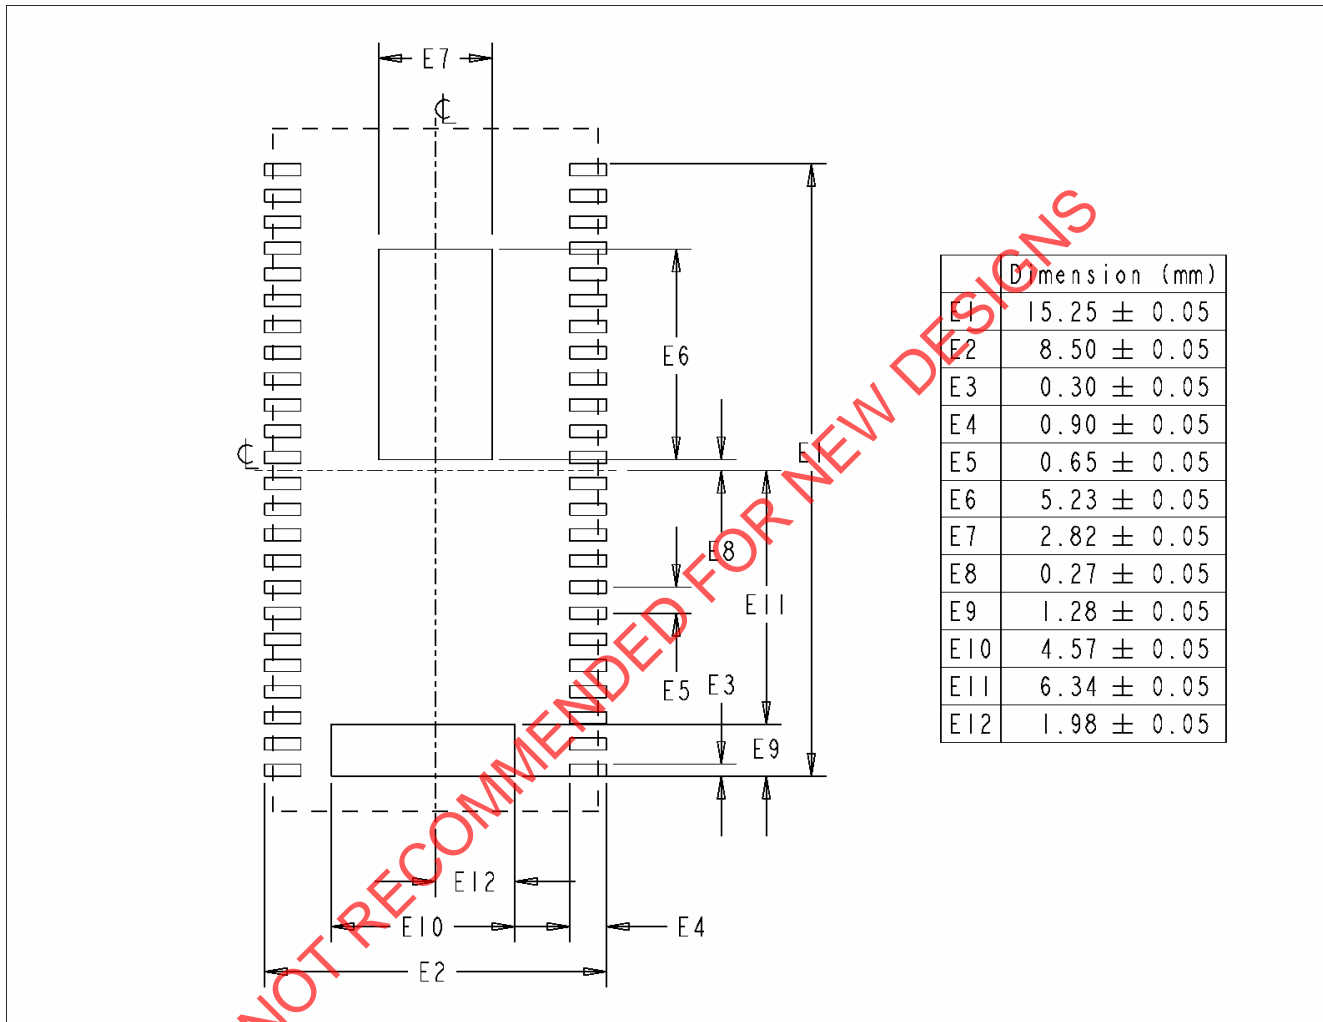 E7
℄
E6
℄
E1
E8
E11
E5
E3
E9
E12
E10
E4
E2
Dimension (mm)
E1 15.25 ± 0.05
E2 8.50 ± 0.05
E3 0.30 ± 0.05
E4 0.90 ± 0.05
E5 0.65 ± 0.05
E6 5.23 ± 0.05
E7 2.82 ± 0.05
E8 0.27 ± 0.05
E9 1.28 ± 0.05
E10 4.57 ± 0.05
E11 6.34 ± 0.05
E12 1.98 ± 0.05
NOT RECOMMENDED FOR NEW DESIGNS